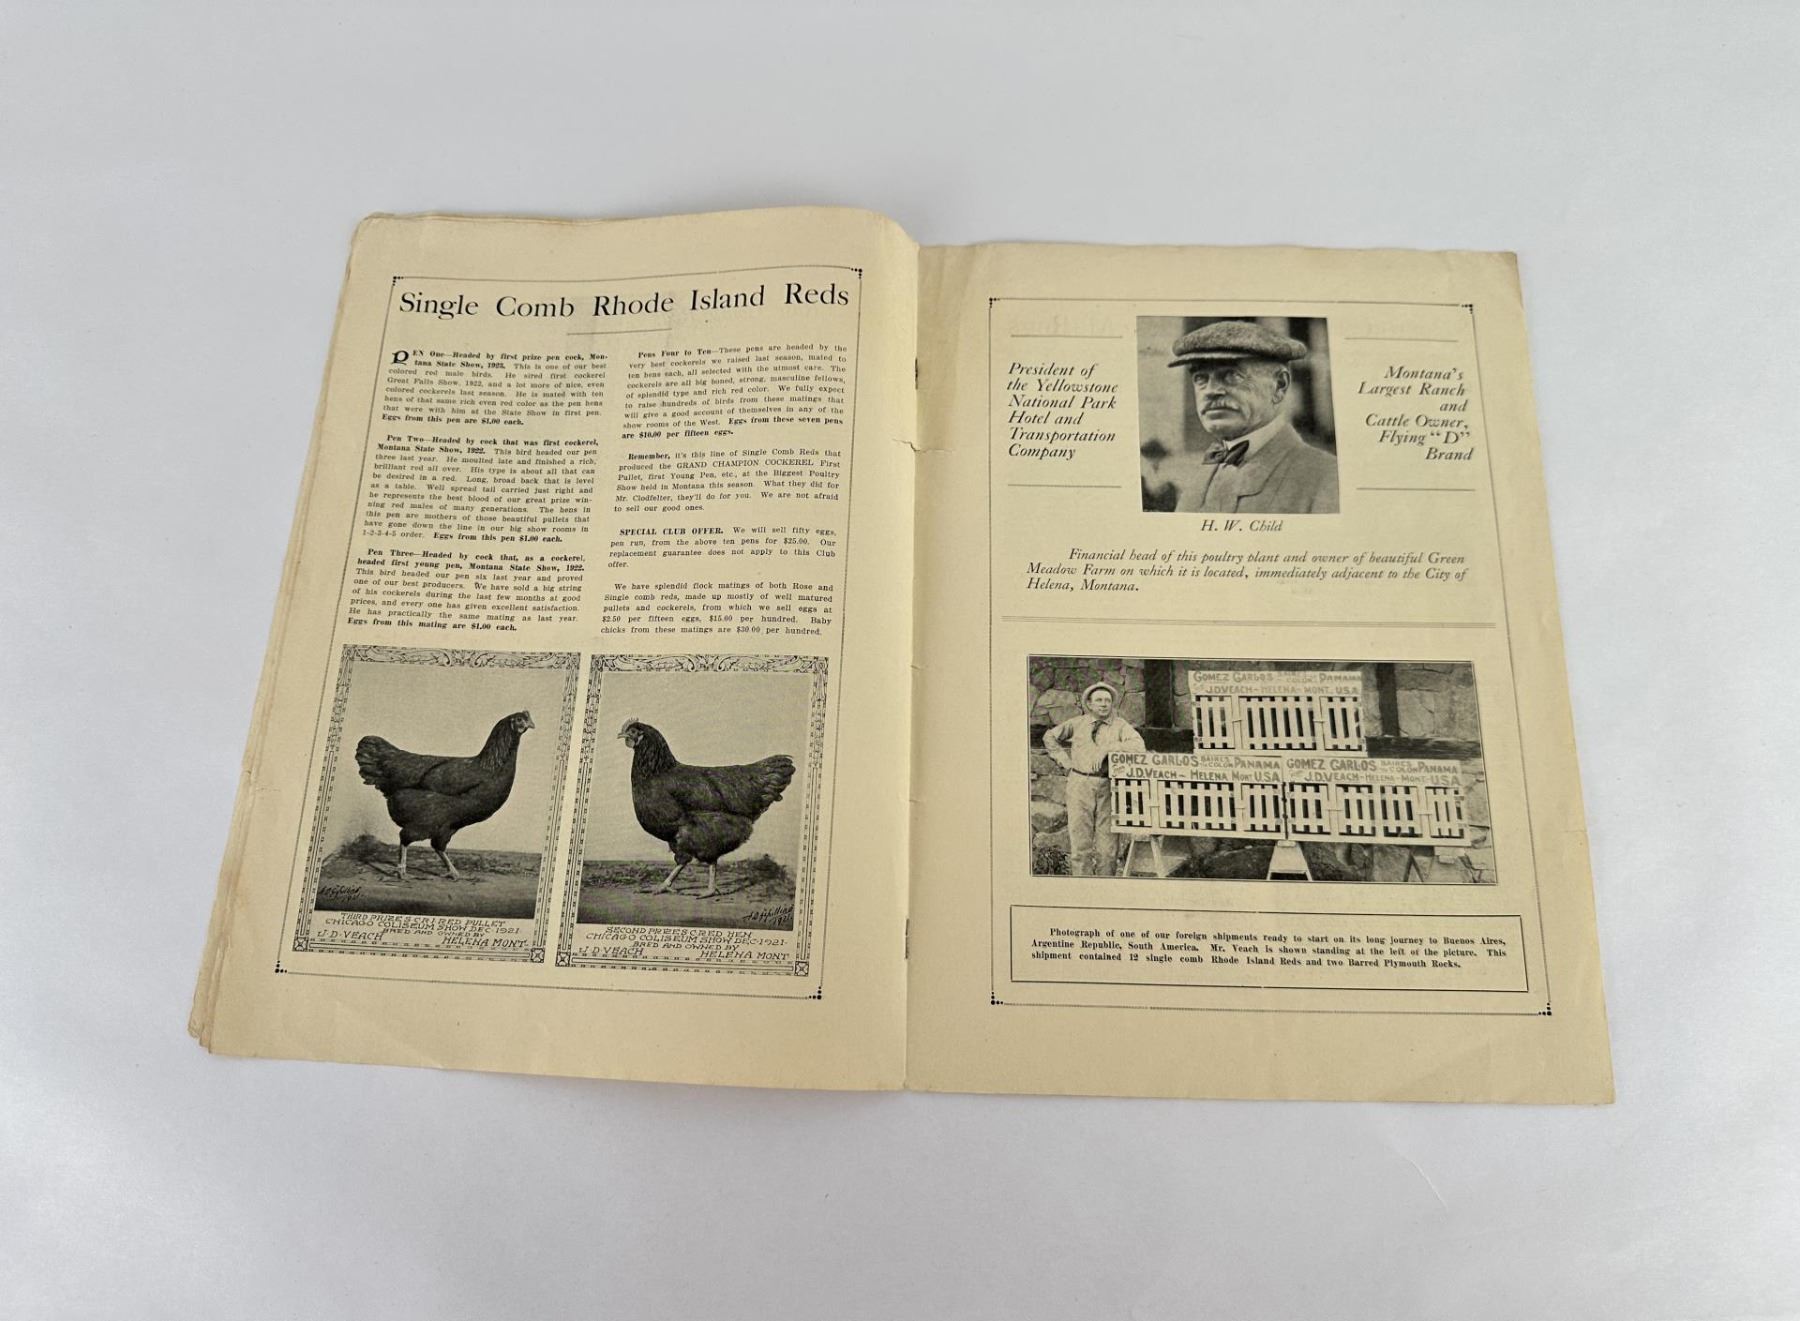 Single Comb Rhode Island Reds
PEN One—Headed by first prize pen cock, Mon-
tana State Show, 1923. This is one of our best
colored red male birds. He sired first cockerel
Great Falls Show, 1922, and a lot more of nice, even
colored cockerels last season. He is mated with ten
hens of that same rich even red color as the pen hens
that were with him at the State Show in first pen.
Eggs from this pen are $1.00 each.
Pen Two—Headed by cock that was first cockerel,
Montana State Show, 1922. This bird headed our pen
three last year. He moulted late and finished a rich,
brilliant red all over. His type is about all that can
be desired in a red. Long, broad back that is level
as a table. Well spread tail carried just right and
he represents the best blood of our great prize win-
ning red males of many generations. The hens in
this pen are mothers of those beautiful pullets that
have gone down the line in our big show rooms in
1-2-3-4-5 order. Eggs from this pen $1.00 each.
Pen Three—Headed by cock that, as a cockerel,
headed first young pen, Montana State Show, 1922.
This bird headed our pen six last year and proved
one of our best producers. We have sold a big string
of his cockerels during the last few months at good
prices, and every one has given excellent satisfaction.
He has practically the same mating as last year.
Eggs from this mating are $1.00 each.
Pens Four to Ten—These pens are headed by the
very best cockerels we raised last season, mated to
ten hens each, all selected with the utmost care. The
cockerels are all big boned, strong, masculine fellows,
of splendid type and rich red color. We fully expect
to raise hundreds of birds from these matings that
will give a good account of themselves in any of the
show rooms of the West. Eggs from these seven pens
are $10.00 per fifteen eggs.
Remember, it's this line of Single Comb Reds that
produced the GRAND CHAMPION COCKEREL First
Pullet, first Young Pen, etc., at the Biggest Poultry
Show held in Montana this season. What they did for
Mr. Clodfelter, they'll do for you. We are not afraid
to sell our good ones.
SPECIAL CLUB OFFER. We will sell fifty eggs,
pen run, from the above ten pens for $25.00. Our
replacement guarantee does not apply to this Club
offer.
We have splendid flock matings of both Rose and
Single comb reds, made up mostly of well matured
pullets and cockerels, from which we sell eggs at
$2.50 per fifteen eggs, $15.00 per hundred. Baby
chicks from these matings are $30.00 per hundred.
1921
THIRD PRIZE S C R I RED PULLET
CHICAGO COLISEUM SHOW DEC-1921-
BRED AND OWNED BY
J-D-VEACH HELENA MONT-
A.O. Schilling
1921
SECOND PRIZE S C RED HEN
CHICAGO COLISEUM SHOW DEC-1921-
BRED AND OWNED BY
J-D-VEACH HELENA MONT
President of
the Yellowstone
National Park
Hotel and
Transportation
Company
Montana's
Largest Ranch
and
Cattle Owner,
Flying "D"
Brand
H. W. Child
Financial head of this poultry plant and owner of beautiful Green
Meadow Farm on which it is located, immediately adjacent to the City of
Helena, Montana.
GOMEZ CARLOS PANAMA
J.D.VEACH-HELENA-MONT. U.S.A
GOMEZ CARLOS PANAMA
J.D.VEACH- HELENA MONT. U.S.A
GOMEZ CARLOS PANAMA
J.D.VEACH-HELENA-MONT-U.S.A
Photograph of one of our foreign shipments ready to start on its long journey to Buenos Aires,
Argentine Republic, South America. Mr. Veach is shown standing at the left of the picture. This
shipment contained 12 single comb Rhode Island Reds and two Barred Plymouth Rocks.